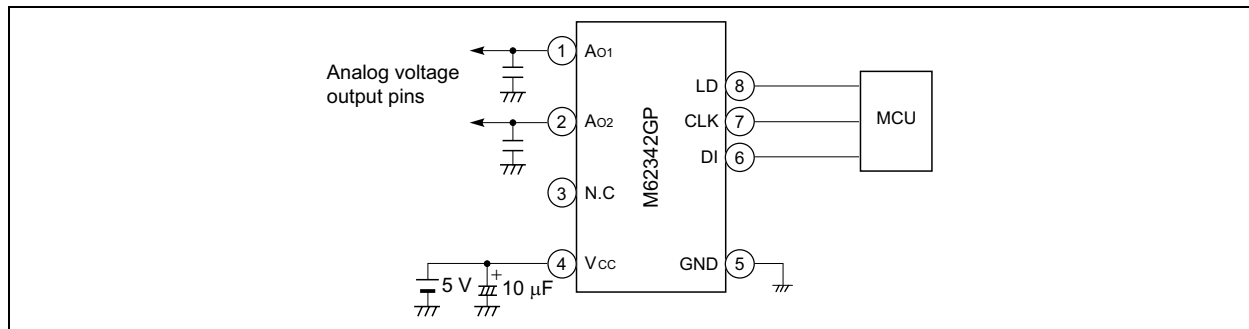 Analog voltage
output pins
1 AO1
2 AO2
3 N.C
4 VCC
5 V + 10 μF
M62342GP
LD 8
CLK 7
DI 6
GND 5
MCU